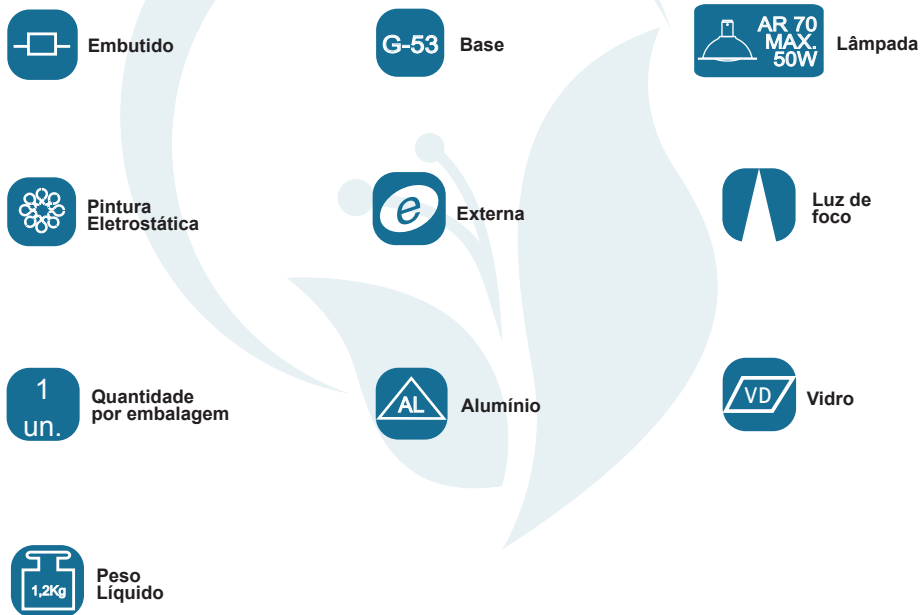 Embutido
G-53
Base
AR 70
MAX.
50W
Lâmpada
Pintura
Eletrostática
e
Externa
Luz de
foco
1
un.
Quantidade
por embalagem
AL
Alumínio
VD
Vidro
1,2Kg
Peso
Líquido